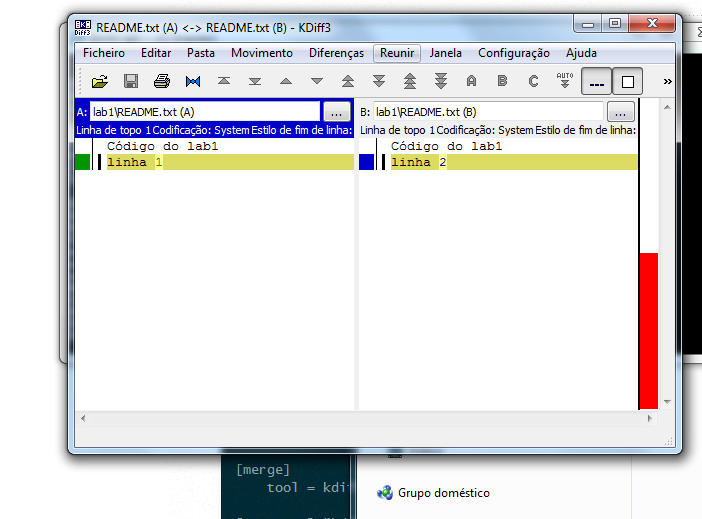 README.txt (A) <-> README.txt (B) - KDiff3
Ficheiro Editar Pasta Movimento Diferenças Reunir Janela Configuração Ajuda
A B C AUTO »
A: lab1\README.txt (A) ...
B: lab1\README.txt (B) ...
Linha de topo 1 Codificação: System Estilo de fim de linha:
Linha de topo 1 Codificação: System Estilo de fim de linha:
Código do lab1
linha 1
Código do lab1
linha 2
[merge]
tool =
Grupo doméstico